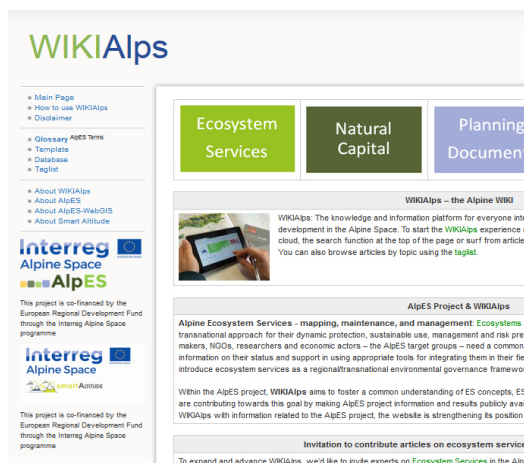 WIKIAlps
Main Page
How to use WIKIAlps
Disclaimer
Glossary AlpES Terms
Template
Database
Taglist
About WIKIAlps
About AlpES
About AlpES-WebGIS
About Smart Altitude
Interreg
Alpine Space
AlpES
This project is co-financed by the
European Regional Development Fund
through the Interreg Alpine Space
programme
Interreg
Alpine Space
smartAltitude
This project is co-financed by the
European Regional Development Fund
through the Interreg Alpine Space
programme
Ecosystem
Services
Natural
Capital
Planning
Document
WIKIAlps – the Alpine WIKI
WIKIAlps: The knowledge and information platform for everyone inte
development in the Alpine Space. To start the WIKIAlps experience
cloud, the search function at the top of the page or surf from article
You can also browse articles by topic using the taglist.
AlpES Project & WIKIAlps
Alpine Ecosystem Services - mapping, maintenance, and management: Ecosystems
transnational approach for their dynamic protection, sustainable use, management and risk pre
makers, NGOs, researchers and economic actors – the AlpES target groups – need a common
information on their status and support in using appropriate tools for integrating them in their fie
introduce ecosystem services as a regional/transnational environmental governance framewor
Within the AlpES project, WIKIAlps aims to foster a common understanding of ES concepts, ES
are contributing towards this goal by making AlpES project information and results publicly avai
WIKIAlps with information related to the AlpES project, the website is strengthening its position
Invitation to contribute articles on ecosystem service
To expand and advance WIKIAlps, we'd like to invite experts on Ecosystem Services in the Alp